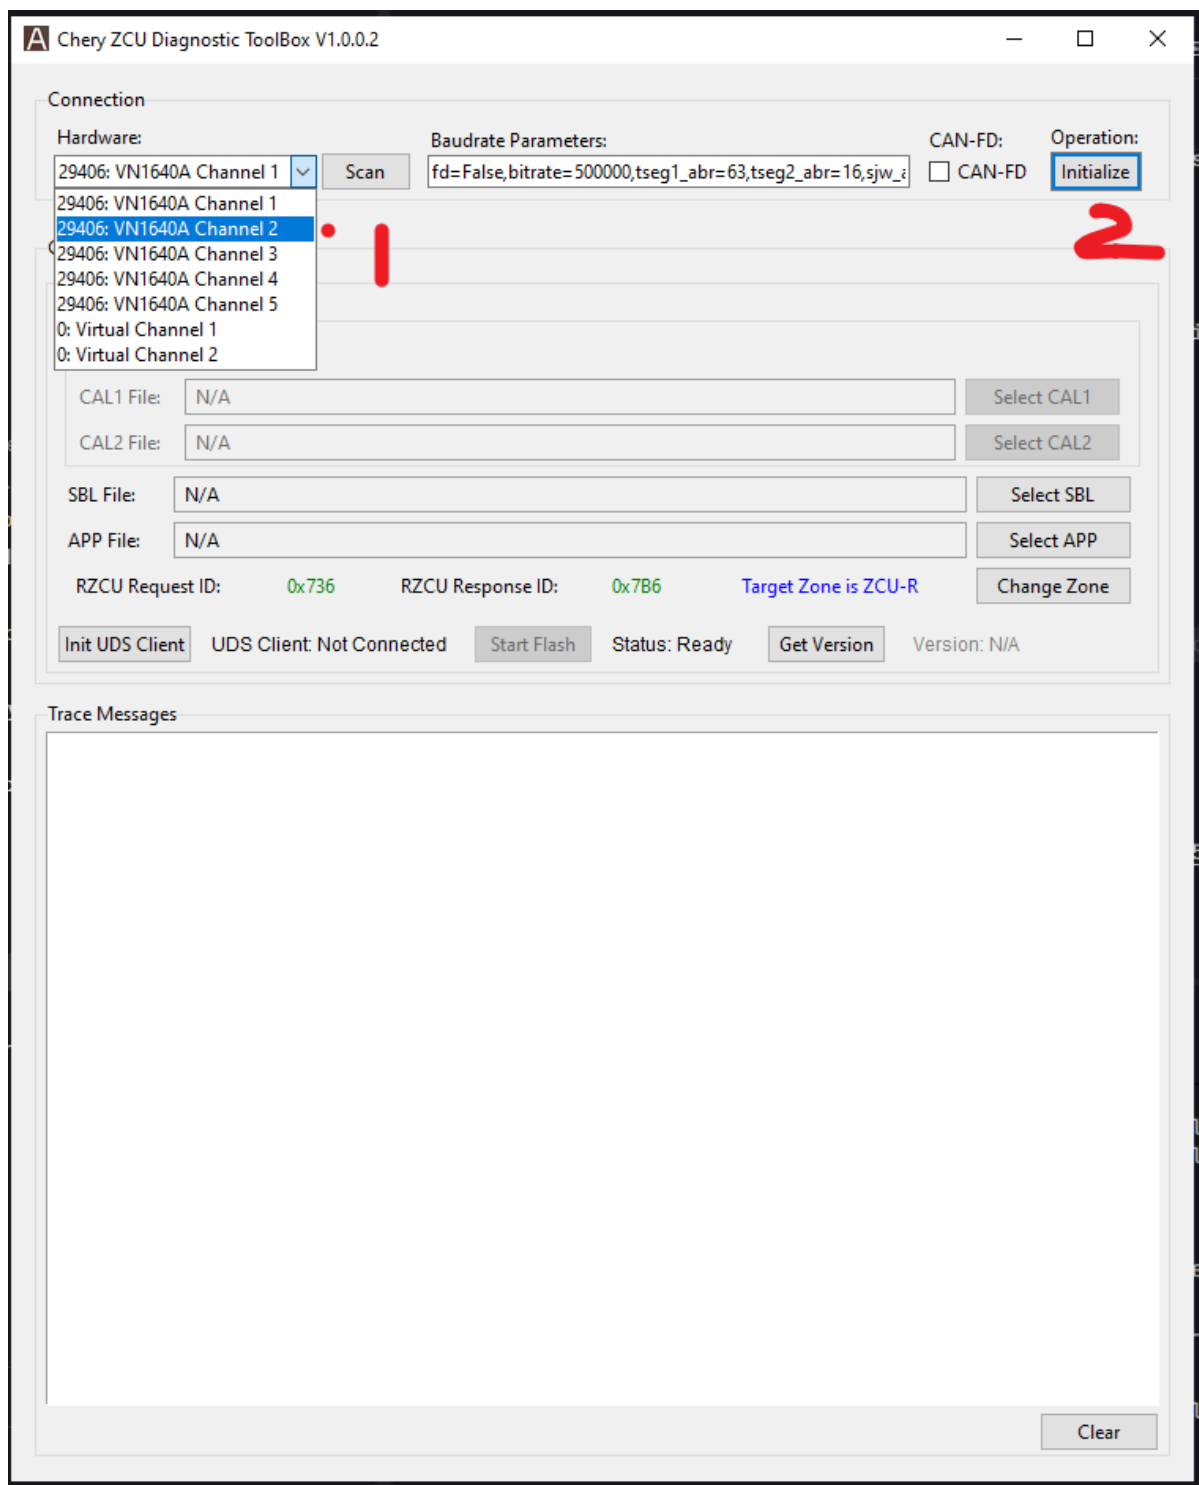 Chery ZCU Diagnostic ToolBox V1.0.0.2
Connection
Hardware:
Baudrate Parameters:
CAN-FD:
Operation:
29406: VN1640A Channel 1
Scan
fd=False,bitrate=500000,tseg1_abr=63,tseg2_abr=16,sjw_a
CAN-FD
Initialize
29406: VN1640A Channel 1
29406: VN1640A Channel 2
1
2
29406: VN1640A Channel 3
29406: VN1640A Channel 4
29406: VN1640A Channel 5
0: Virtual Channel 1
0: Virtual Channel 2
CAL1 File:
N/A
Select CAL1
CAL2 File:
N/A
Select CAL2
SBL File:
N/A
Select SBL
APP File:
N/A
Select APP
RZCU Request ID:
0x736
RZCU Response ID:
0x7B6
Target Zone is ZCU-R
Change Zone
Init UDS Client
UDS Client: Not Connected
Start Flash
Status: Ready
Get Version
Version: N/A
Trace Messages
Clear